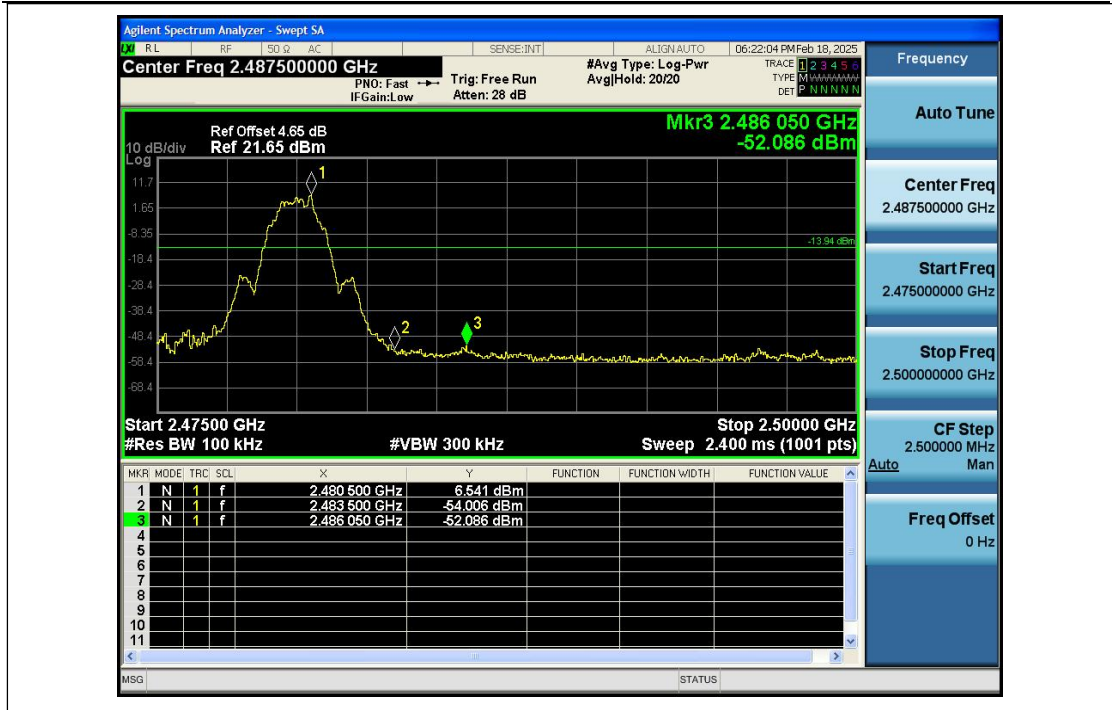 Agilent Spectrum Analyzer - Swept SA
LXI RL RF 50 Ω AC SENSE:INT ALIGN AUTO 06:22:04 PM Feb 18, 2025
Center Freq 2.487500000 GHz
#Avg Type: Log-Pwr
TRACE 1 2 3 4 5 6
PNO: Fast
IFGain:Low
Trig: Free Run
Atten: 28 dB
Avg|Hold: 20/20
TYPE M
DET P N N N N N
Mkr3 2.486 050 GHz
-52.086 dBm
Ref Offset 4.65 dB
10 dB/div Ref 21.65 dBm
Log
11.7
1.65
-8.35
-18.4
-28.4
-38.4
-48.4
-58.4
-68.4
1
2
3
-13.94 dBm
Start 2.47500 GHz Stop 2.50000 GHz
#Res BW 100 kHz #VBW 300 kHz Sweep 2.400 ms (1001 pts)
MKR MODE TRC SCL X Y FUNCTION FUNCTION WIDTH FUNCTION VALUE
1 N 1 f 2.480 500 GHz 6.541 dBm
2 N 1 f 2.483 500 GHz -54.006 dBm
3 N 1 f 2.486 050 GHz -52.086 dBm
4
5
6
7
8
9
10
11
MSG STATUS
Frequency
Auto Tune
Center Freq
2.487500000 GHz
Start Freq
2.475000000 GHz
Stop Freq
2.500000000 GHz
CF Step
2.500000 MHz
Auto Man
Freq Offset
0 Hz